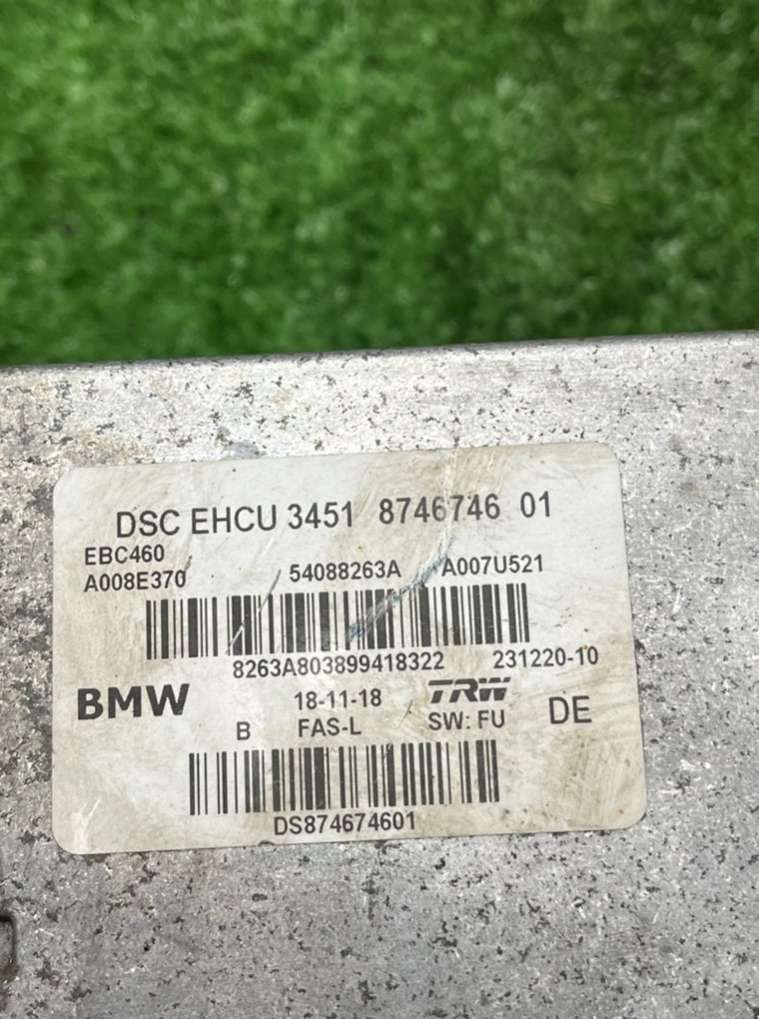 DSC EHCU 3451 8746746 01
EBC460
A008E370 54088263A A007U521
8263A803899418322 231220-10
BMW 18-11-18 TRW
B FAS-L SW: FU DE
DS874674601